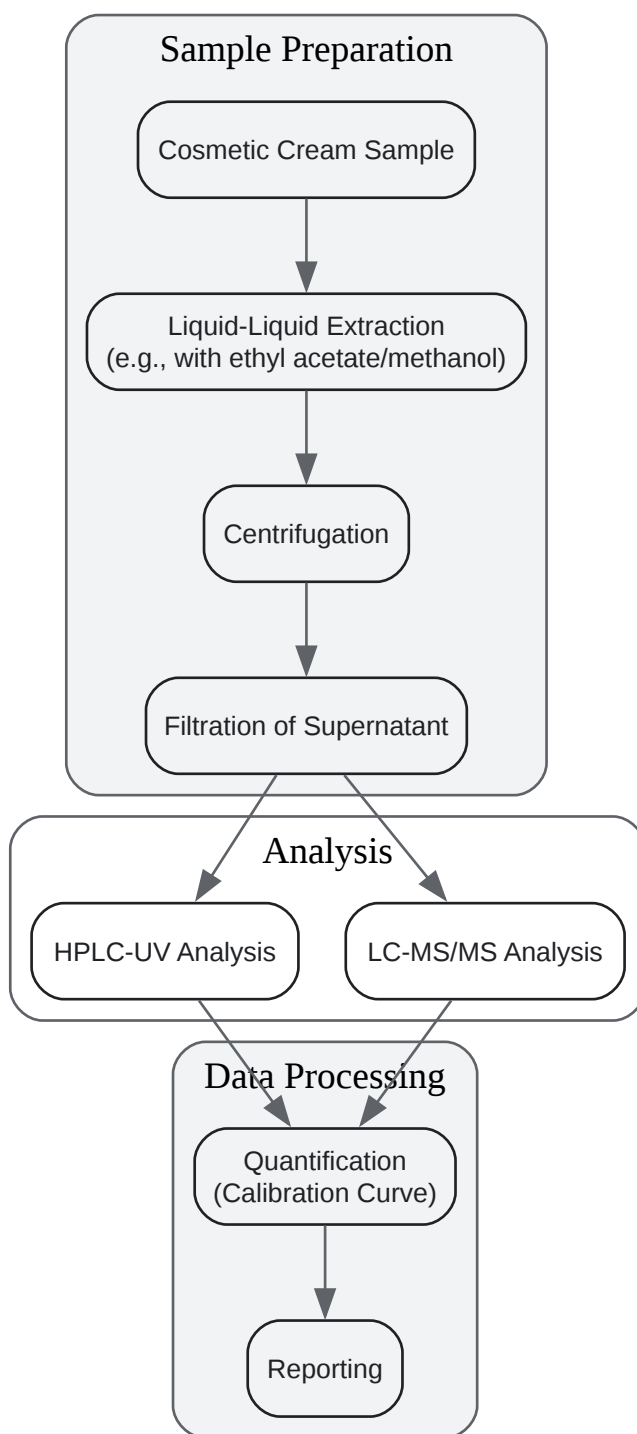 Sample Preparation
Cosmetic Cream Sample
Liquid-Liquid Extraction
(e.g., with ethyl acetate/methanol)
Centrifugation
Filtration of Supernatant
Analysis
HPLC-UV Analysis
LC-MS/MS Analysis
Data Processing
Quantification
(Calibration Curve)
Reporting